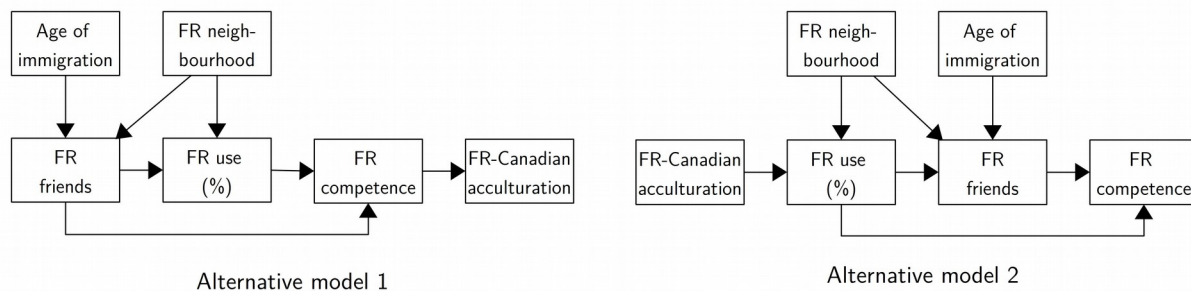 Age of
immigration
FR neigh-
bourhood
FR
friends
FR use
(%)
FR
competence
FR-Canadian
acculturation
Alternative model 1
FR neigh-
bourhood
Age of
immigration
FR-Canadian
acculturation
FR use
(%)
FR
friends
FR
competence
Alternative model 2